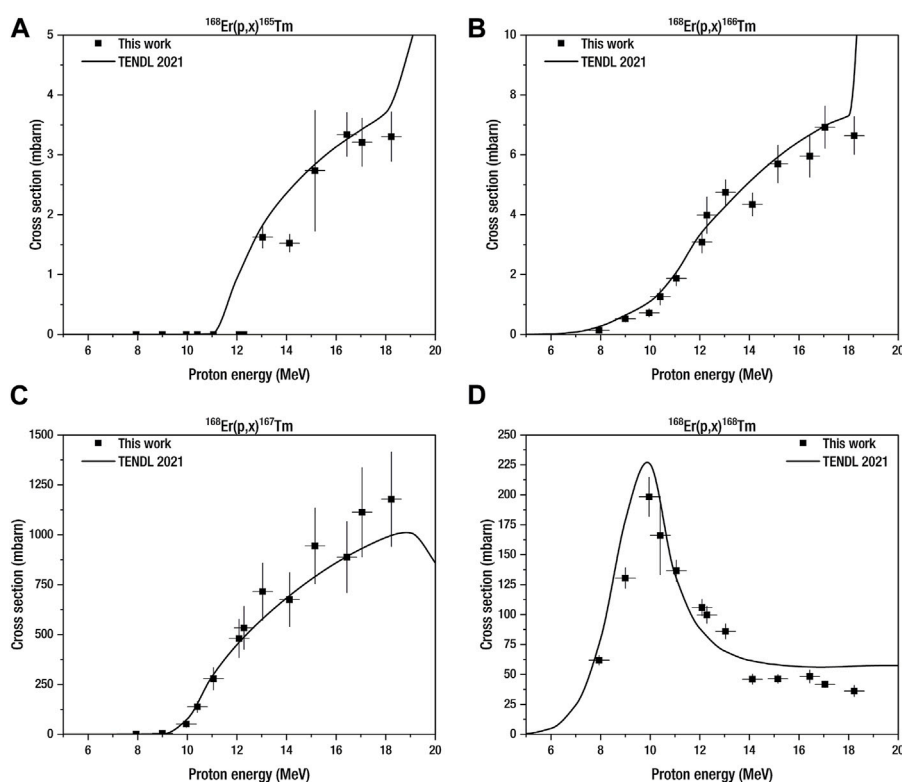 A
¹⁶⁸Er(p,x)¹⁶⁵Tm
This work
TENDL 2021
Cross section (mbarn)
5
4
3
2
1
0
6 8 10 12 14 16 18 20
Proton energy (MeV)
B
¹⁶⁸Er(p,x)¹⁶⁶Tm
This work
TENDL 2021
Cross section (mbarn)
10
8
6
4
2
0
6 8 10 12 14 16 18 20
Proton energy (MeV)
C
¹⁶⁸Er(p,x)¹⁶⁷Tm
This work
TENDL 2021
Cross section (mbarn)
1500
1250
1000
750
500
250
0
6 8 10 12 14 16 18 20
Proton energy (MeV)
D
¹⁶⁸Er(p,x)¹⁶⁸Tm
This work
TENDL 2021
Cross section (mbarn)
250
225
200
175
150
125
100
75
50
25
0
6 8 10 12 14 16 18 20
Proton energy (MeV)